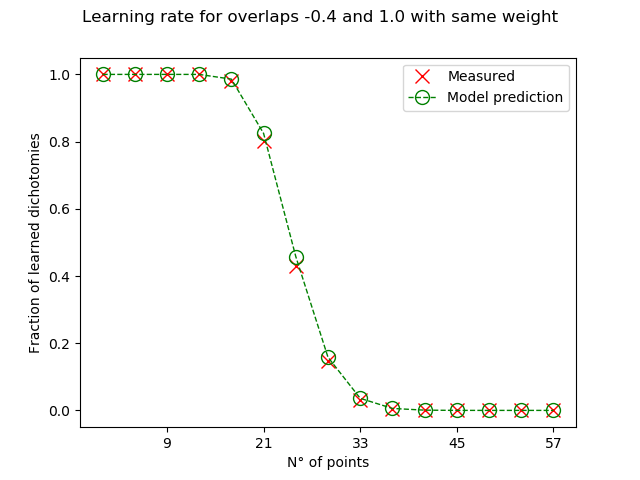 Learning rate for overlaps -0.4 and 1.0 with same weight
Measured
Model prediction
1.0
0.8
0.6
0.4
0.2
0.0
Fraction of learned dichotomies
9 21 33 45 57
N° of points